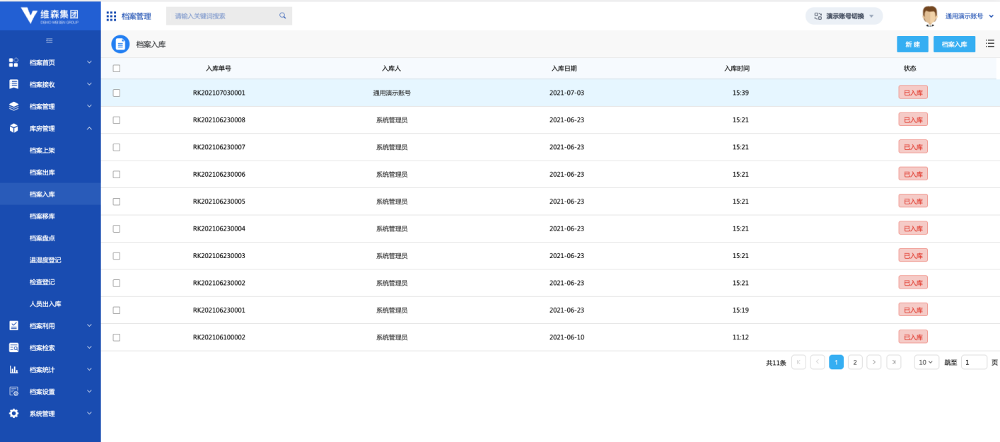 维森集团
DEMO WEISEN GROUP
档案管理
请输入关键词搜索
演示账号切换
通用演示账号
档案首页
档案接收
档案管理
库房管理
档案上架
档案出库
档案入库
档案移库
档案盘点
温湿度登记
检查登记
人员出入库
档案利用
档案检索
档案统计
档案设置
系统管理
档案入库
新 建
档案入库
入库单号 入库人 入库日期 入库时间 状态
RK202107030001 通用演示账号 2021-07-03 15:39 已入库
RK202106230008 系统管理员 2021-06-23 15:21 已入库
RK202106230007 系统管理员 2021-06-23 15:21 已入库
RK202106230006 系统管理员 2021-06-23 15:21 已入库
RK202106230005 系统管理员 2021-06-23 15:21 已入库
RK202106230004 系统管理员 2021-06-23 15:21 已入库
RK202106230003 系统管理员 2021-06-23 15:21 已入库
RK202106230002 系统管理员 2021-06-23 15:21 已入库
RK202106230001 系统管理员 2021-06-23 15:19 已入库
RK202106100002 系统管理员 2021-06-10 11:12 已入库
共11条 1 2 10 跳至 1 页